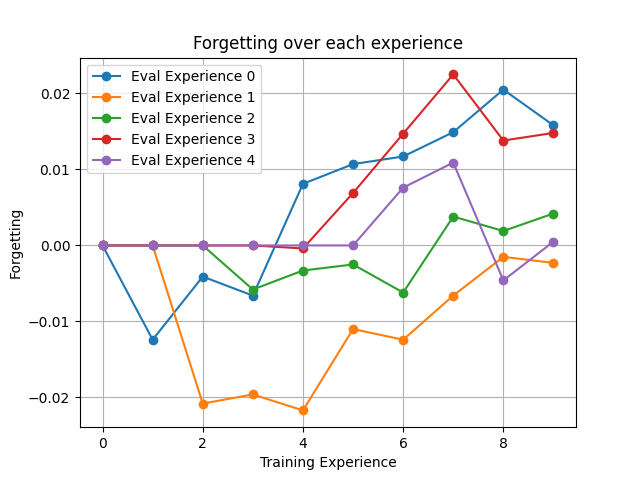 Forgetting over each experience
Eval Experience 0
Eval Experience 1
Eval Experience 2
Eval Experience 3
Eval Experience 4
0.02
0.01
0.00
−0.01
−0.02
Forgetting
0 2 4 6 8
Training Experience